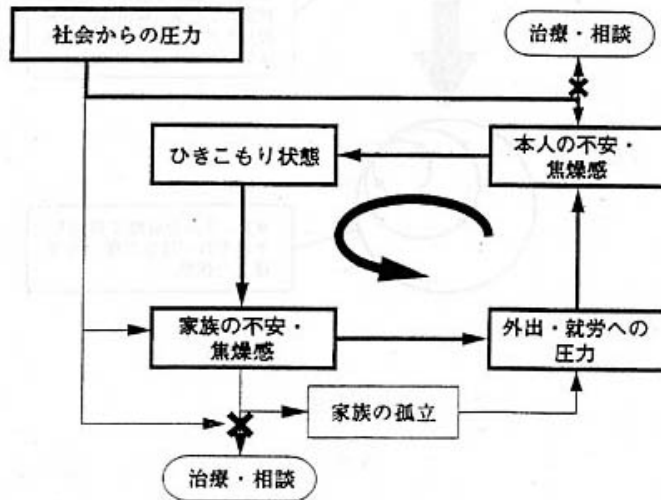 社会からの圧力
治療・相談
ひきこもり状態
本人の不安・
焦燥感
家族の不安・
焦燥感
外出・就労への
圧力
家族の孤立
治療・相談